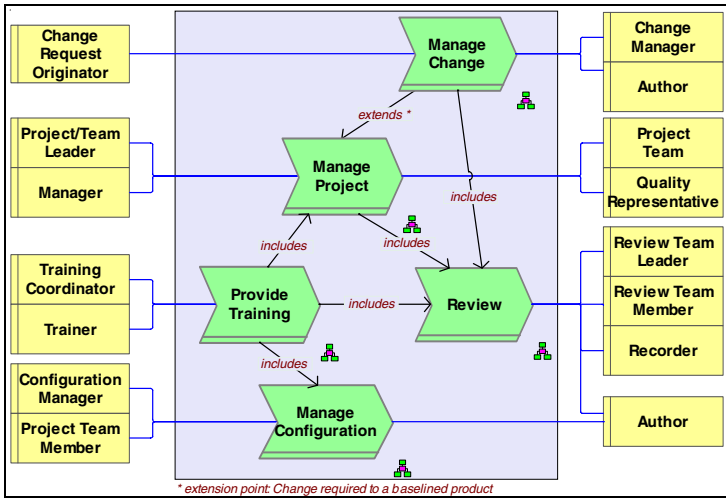 Change
Request
Originator
Manage
Change
Change
Manager
Author
extends *
Project/Team
Leader
Manager
Manage
Project
Project
Team
Quality
Representative
includes
includes
includes
Training
Coordinator
Trainer
Provide
Training
includes
Review
Review Team
Leader
Review Team
Member
Recorder
includes
Configuration
Manager
Project Team
Member
Manage
Configuration
Author
* extension point: Change required to a baselined product